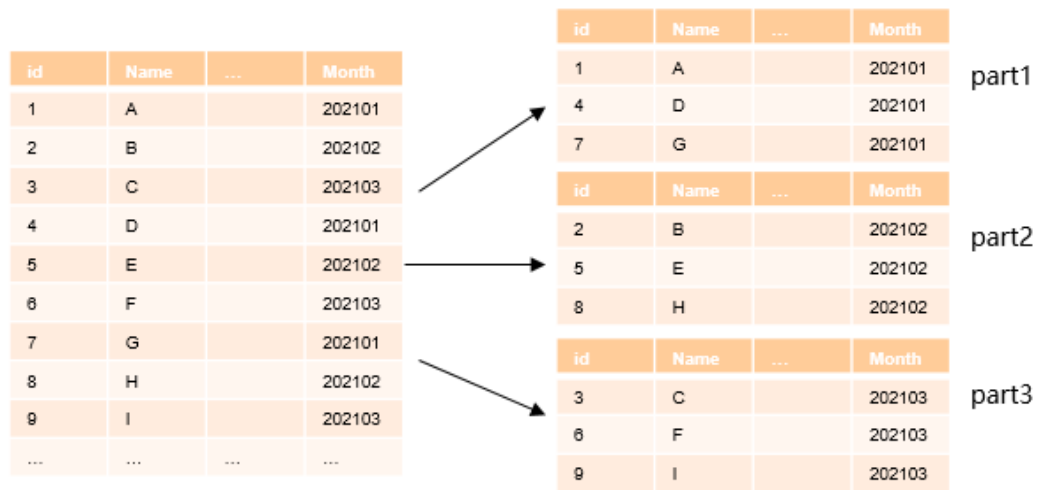 id Name ... Month
1 A 202101
2 B 202102
3 C 202103
4 D 202101
5 E 202102
6 F 202103
7 G 202101
8 H 202102
9 I 202103
... ... ... ...
id Name ... Month
1 A 202101
4 D 202101
7 G 202101
part1
id Name ... Month
2 B 202102
5 E 202102
8 H 202102
part2
id Name ... Month
3 C 202103
6 F 202103
9 I 202103
part3